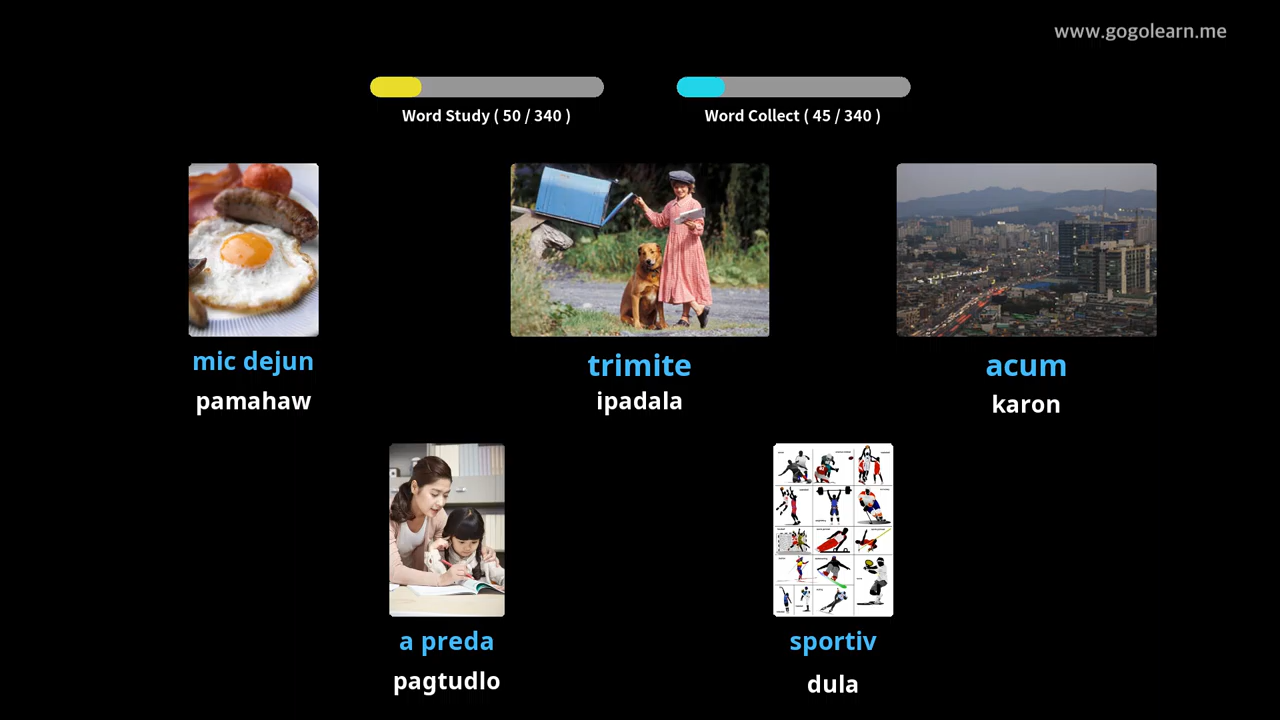 www.gogolearn.me
Word Study ( 50 / 340 )
Word Collect ( 45 / 340 )
mic dejun
pamahaw
trimite
ipadala
acum
karon
a preda
pagtudlo
sportiv
dula